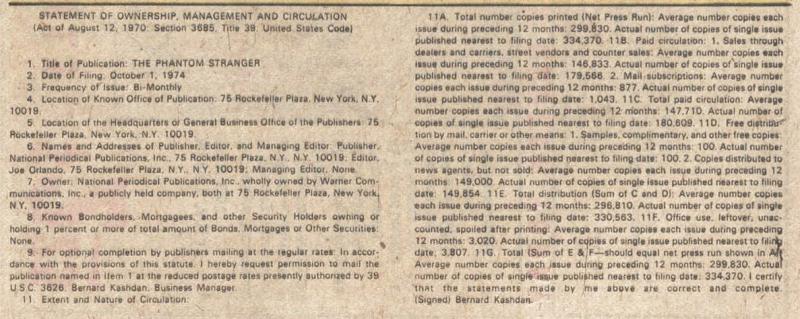 STATEMENT OF OWNERSHIP, MANAGEMENT AND CIRCULATION
(Act of August 12, 1970: Section 3685, Title 39, United States Code)
1. Title of Publication: THE PHANTOM STRANGER
2. Date of Filing: October 1, 1974
3. Frequency of Issue: Bi-Monthly
4. Location of Known Office of Publication: 75 Rockefeller Plaza, New York, N.Y.
10019.
5. Location of the Headquarters or General Business Office of the Publishers: 75
Rockefeller Plaza, New York, N.Y. 10019.
6. Names and Addresses of Publisher, Editor, and Managing Editor: Publisher,
National Periodical Publications, Inc., 75 Rockefeller Plaza, N.Y., N.Y. 10019; Editor,
Joe Orlando, 75 Rockefeller Plaza, N.Y., N.Y. 10019; Managing Editor, None.
7. Owner: National Periodical Publications, Inc., wholly owned by Warner Com-
munications, Inc., a publicly held company, both at 75 Rockefeller Plaza, New York,
N.Y. 10019.
8. Known Bondholders, Mortgagees, and other Security Holders owning or
holding 1 percent or more of total amount of Bonds, Mortgages or Other Securities:
None.
9. For optional completion by publishers mailing at the regular rates: In accor-
dance with the provisions of this statute, I hereby request permission to mail the
publication named in Item 1 at the reduced postage rates presently authorized by 39
U.S.C. 3626. Bernard Kashdan, Business Manager.
11. Extent and Nature of Circulation:
11A. Total number copies printed (Net Press Run): Average number copies each
issue during preceding 12 months: 299,830. Actual number of copies of single issue
published nearest to filing date: 334,370. 11B. Paid circulation: 1. Sales through
dealers and carriers, street vendors and counter sales: Average number copies each
issue during preceding 12 months: 146,833. Actual number of copies of single issue
published nearest to filing date: 179,566. 2. Mail subscriptions: Average number
copies each issue during preceding 12 months: 877. Actual number of copies of single
issue published nearest to filing date: 1,043. 11C. Total paid circulation: Average
number copies each issue during preceding 12 months: 147,710. Actual number of
copies of single issue published nearest to filing date: 180,609. 11D. Free distribu-
tion by mail, carrier or other means: 1. Samples, complimentary, and other free copies:
Average number copies each issue during preceding 12 months: 100. Actual number
of copies of single issue published nearest to filing date: 100. 2. Copies distributed to
news agents, but not sold: Average number copies each issue during preceding 12
months: 149,000. Actual number of copies of single issue published nearest to filing
date: 149,854. 11E. Total distribution (Sum of C and D): Average number copies
each issue during preceding 12 months: 296,810. Actual number of copies of single
issue published nearest to filing date: 330,563. 11F. Office use, leftover, unac-
counted, spoiled after printing: Average number copies each issue during preceding
12 months: 3,020. Actual number of copies of single issue published nearest to filing
date, 3,807. 11G. Total (Sum of E & F—should equal net press run shown in A):
Average number copies each issue during preceding 12 months: 299,830. Actual
number of copies of single issue published nearest to filing date: 334,370. I certify
that the statements made by me above are correct and complete.
(Signed) Bernard Kashdan.